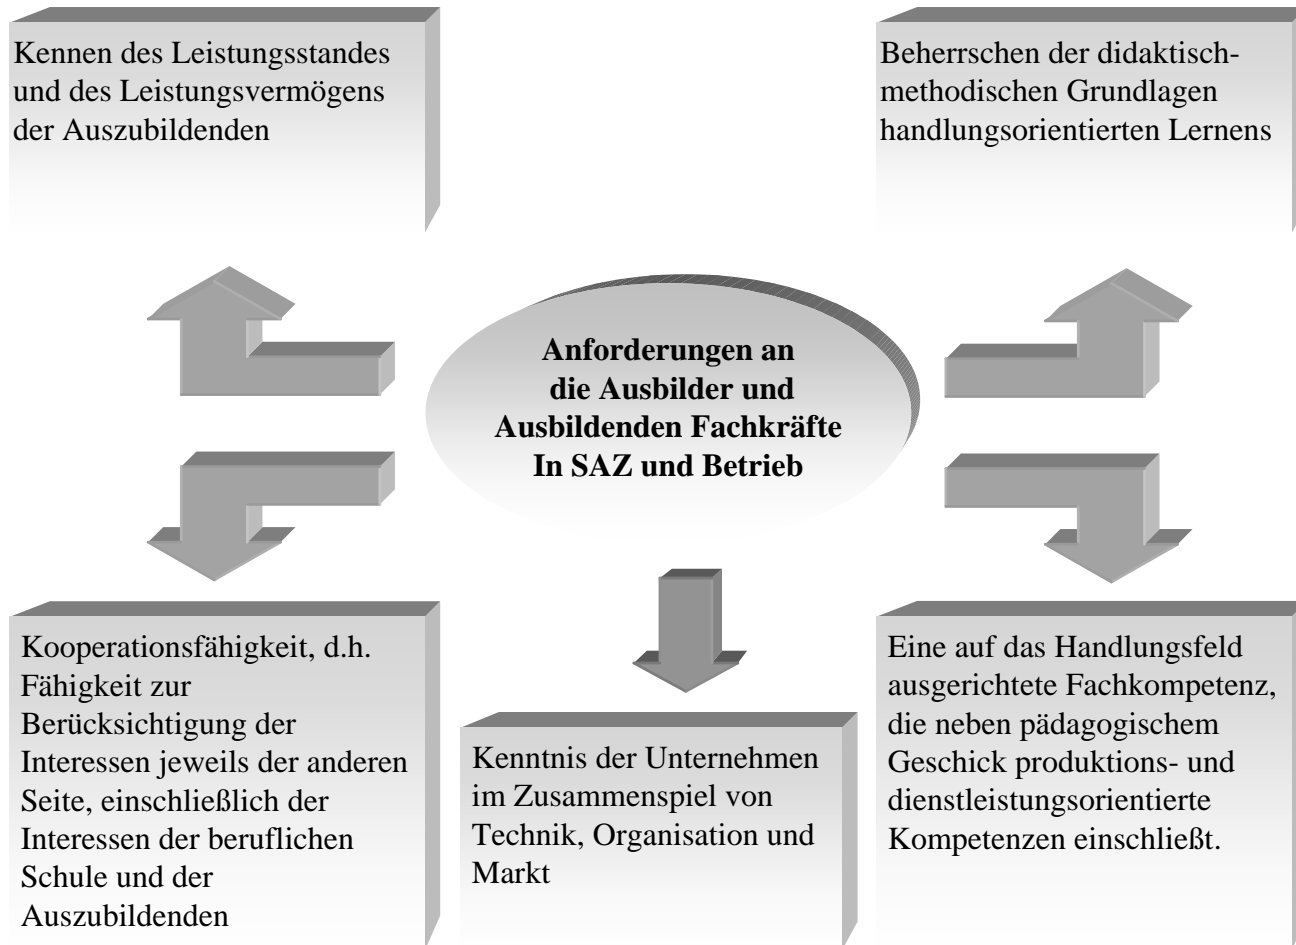 Kennen des Leistungsstandes
und des Leistungsvermögens
der Auszubildenden
Beherrschen der didaktisch-
methodischen Grundlagen
handlungsorientierten Lernens
Anforderungen an
die Ausbilder und
Ausbildenden Fachkräfte
In SAZ und Betrieb
Kooperationsfähigkeit, d.h.
Fähigkeit zur
Berücksichtigung der
Interessen jeweils der anderen
Seite, einschließlich der
Interessen der beruflichen
Schule und der
Auszubildenden
Kenntnis der Unternehmen
im Zusammenspiel von
Technik, Organisation und
Markt
Eine auf das Handlungsfeld
ausgerichtete Fachkompetenz,
die neben pädagogischem
Geschick produktions- und
dienstleistungsorientierte
Kompetenzen einschließt.